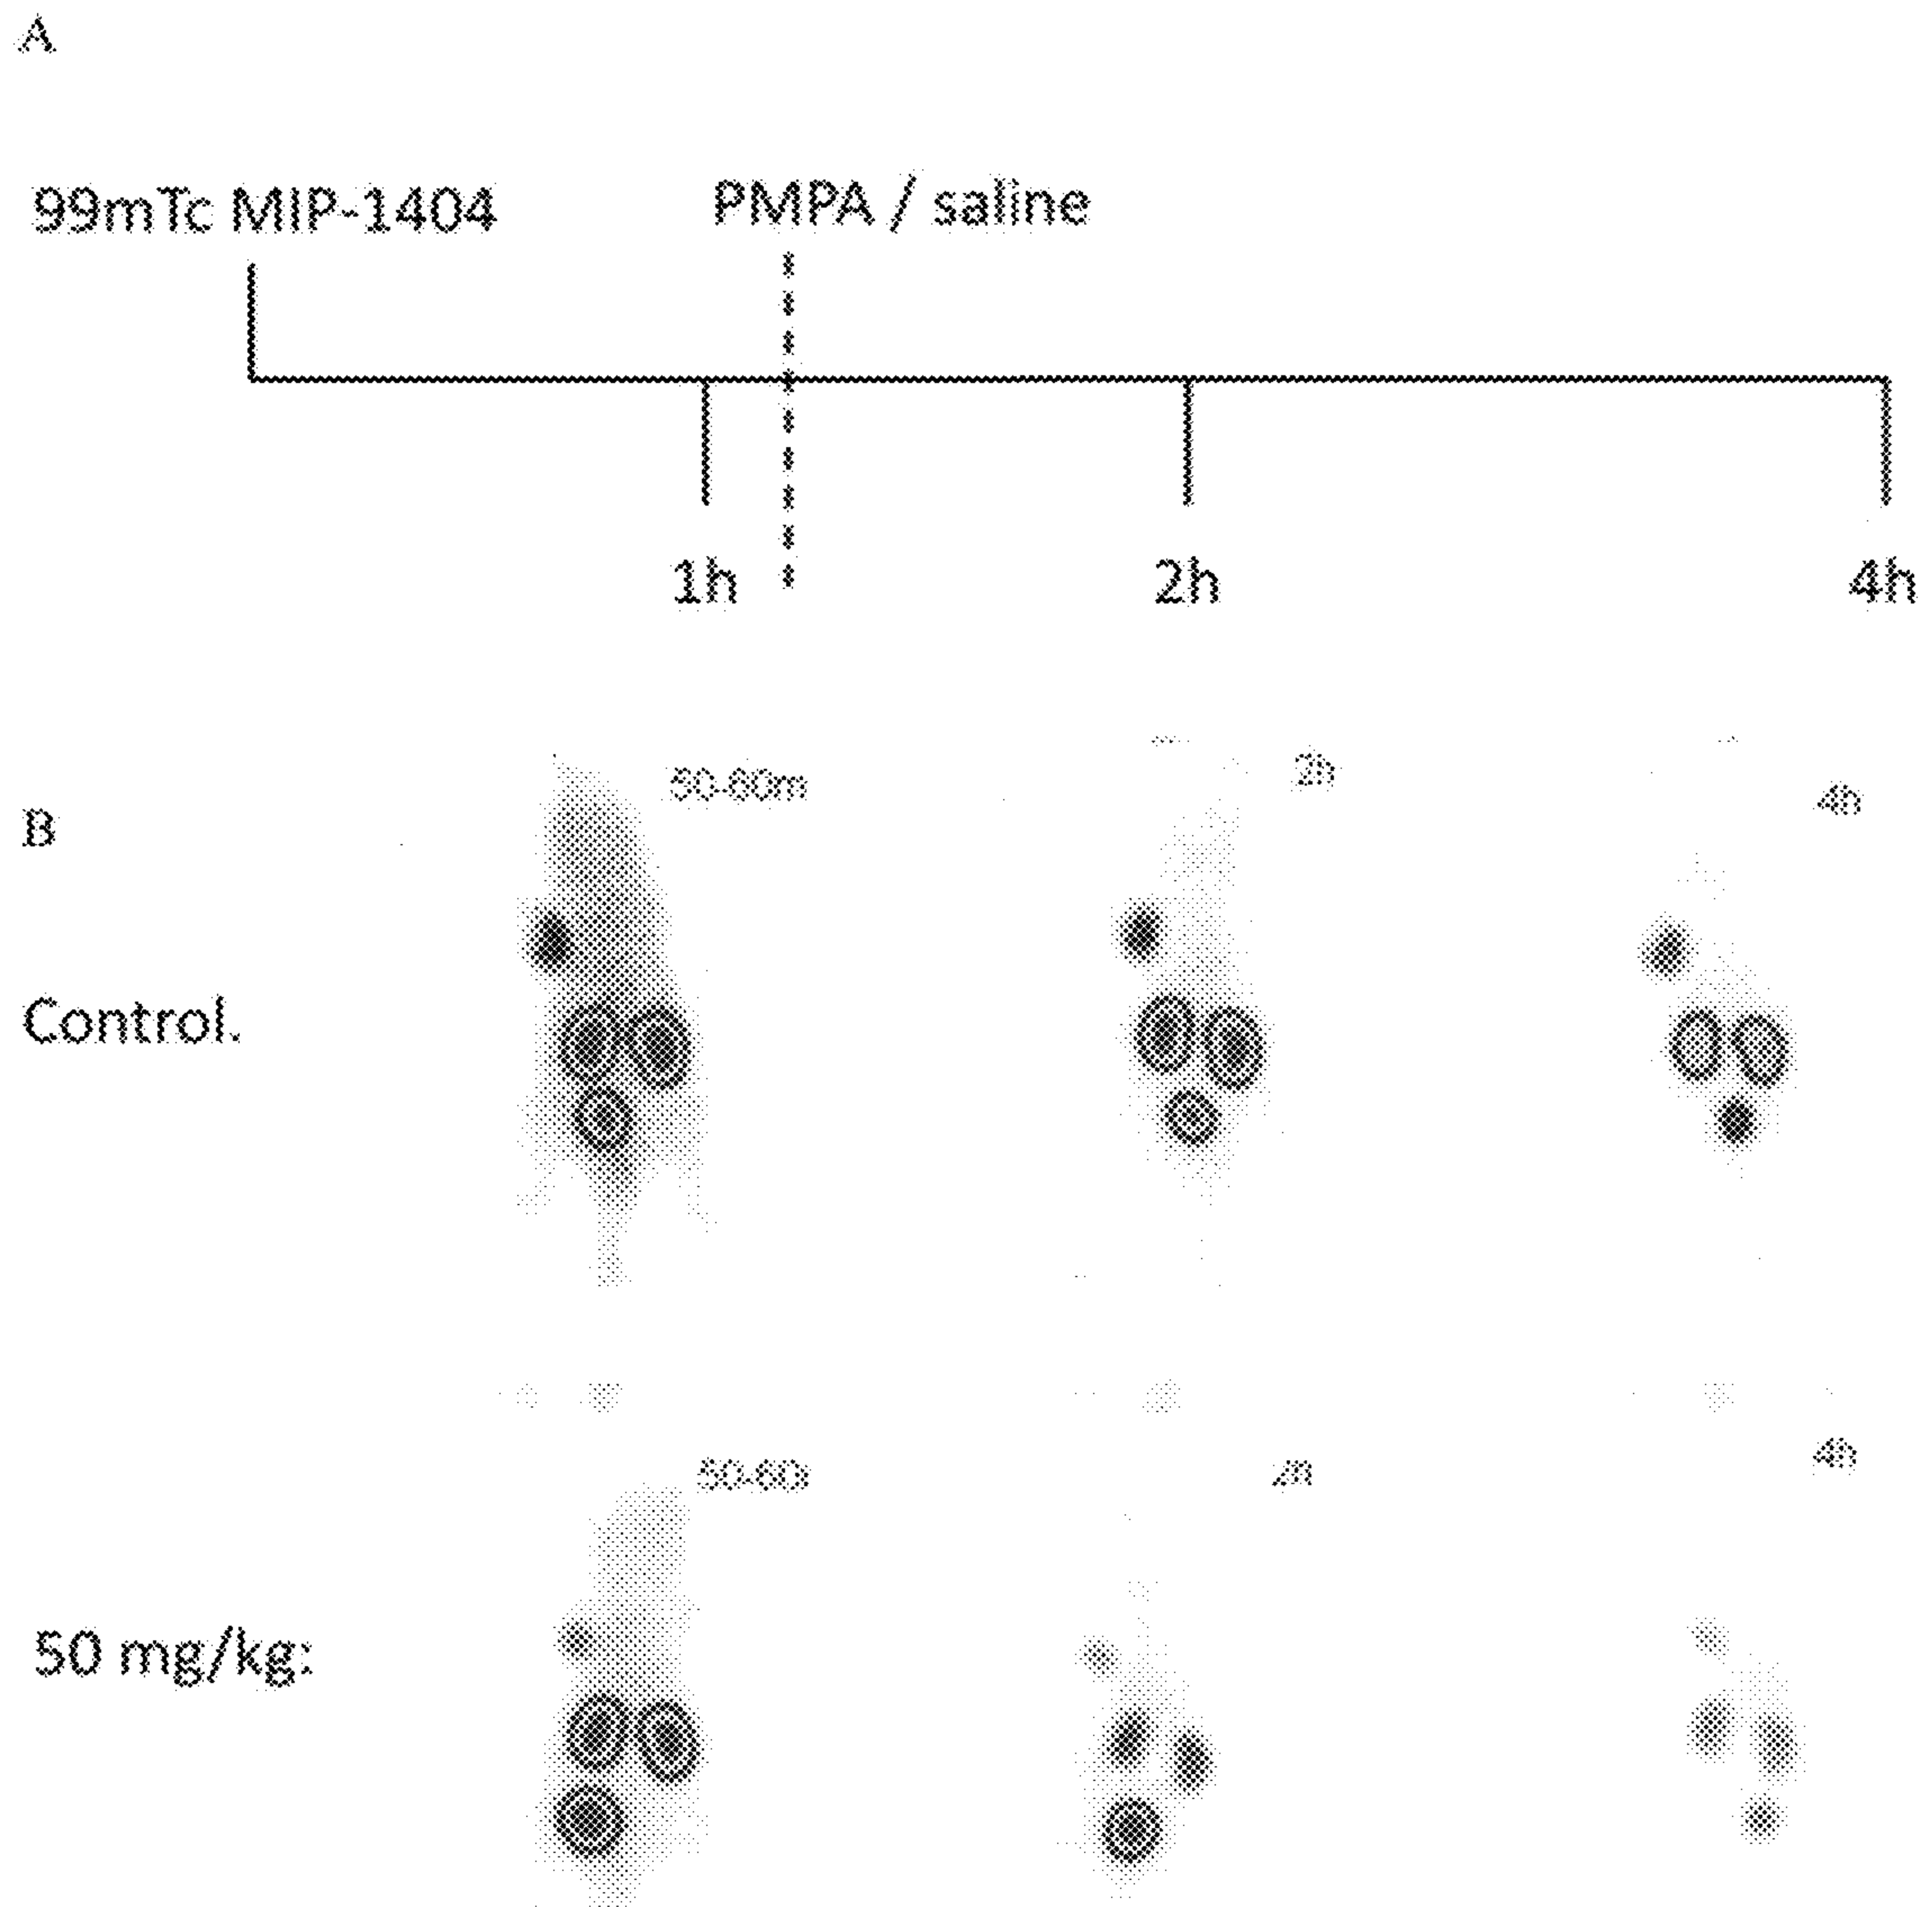 A
99mTc MIP-1404
PMPA / saline
1h
2h
4h
B
50-60m
2h
4h
Control.
50-60
2h
4h
50 mg/kg: